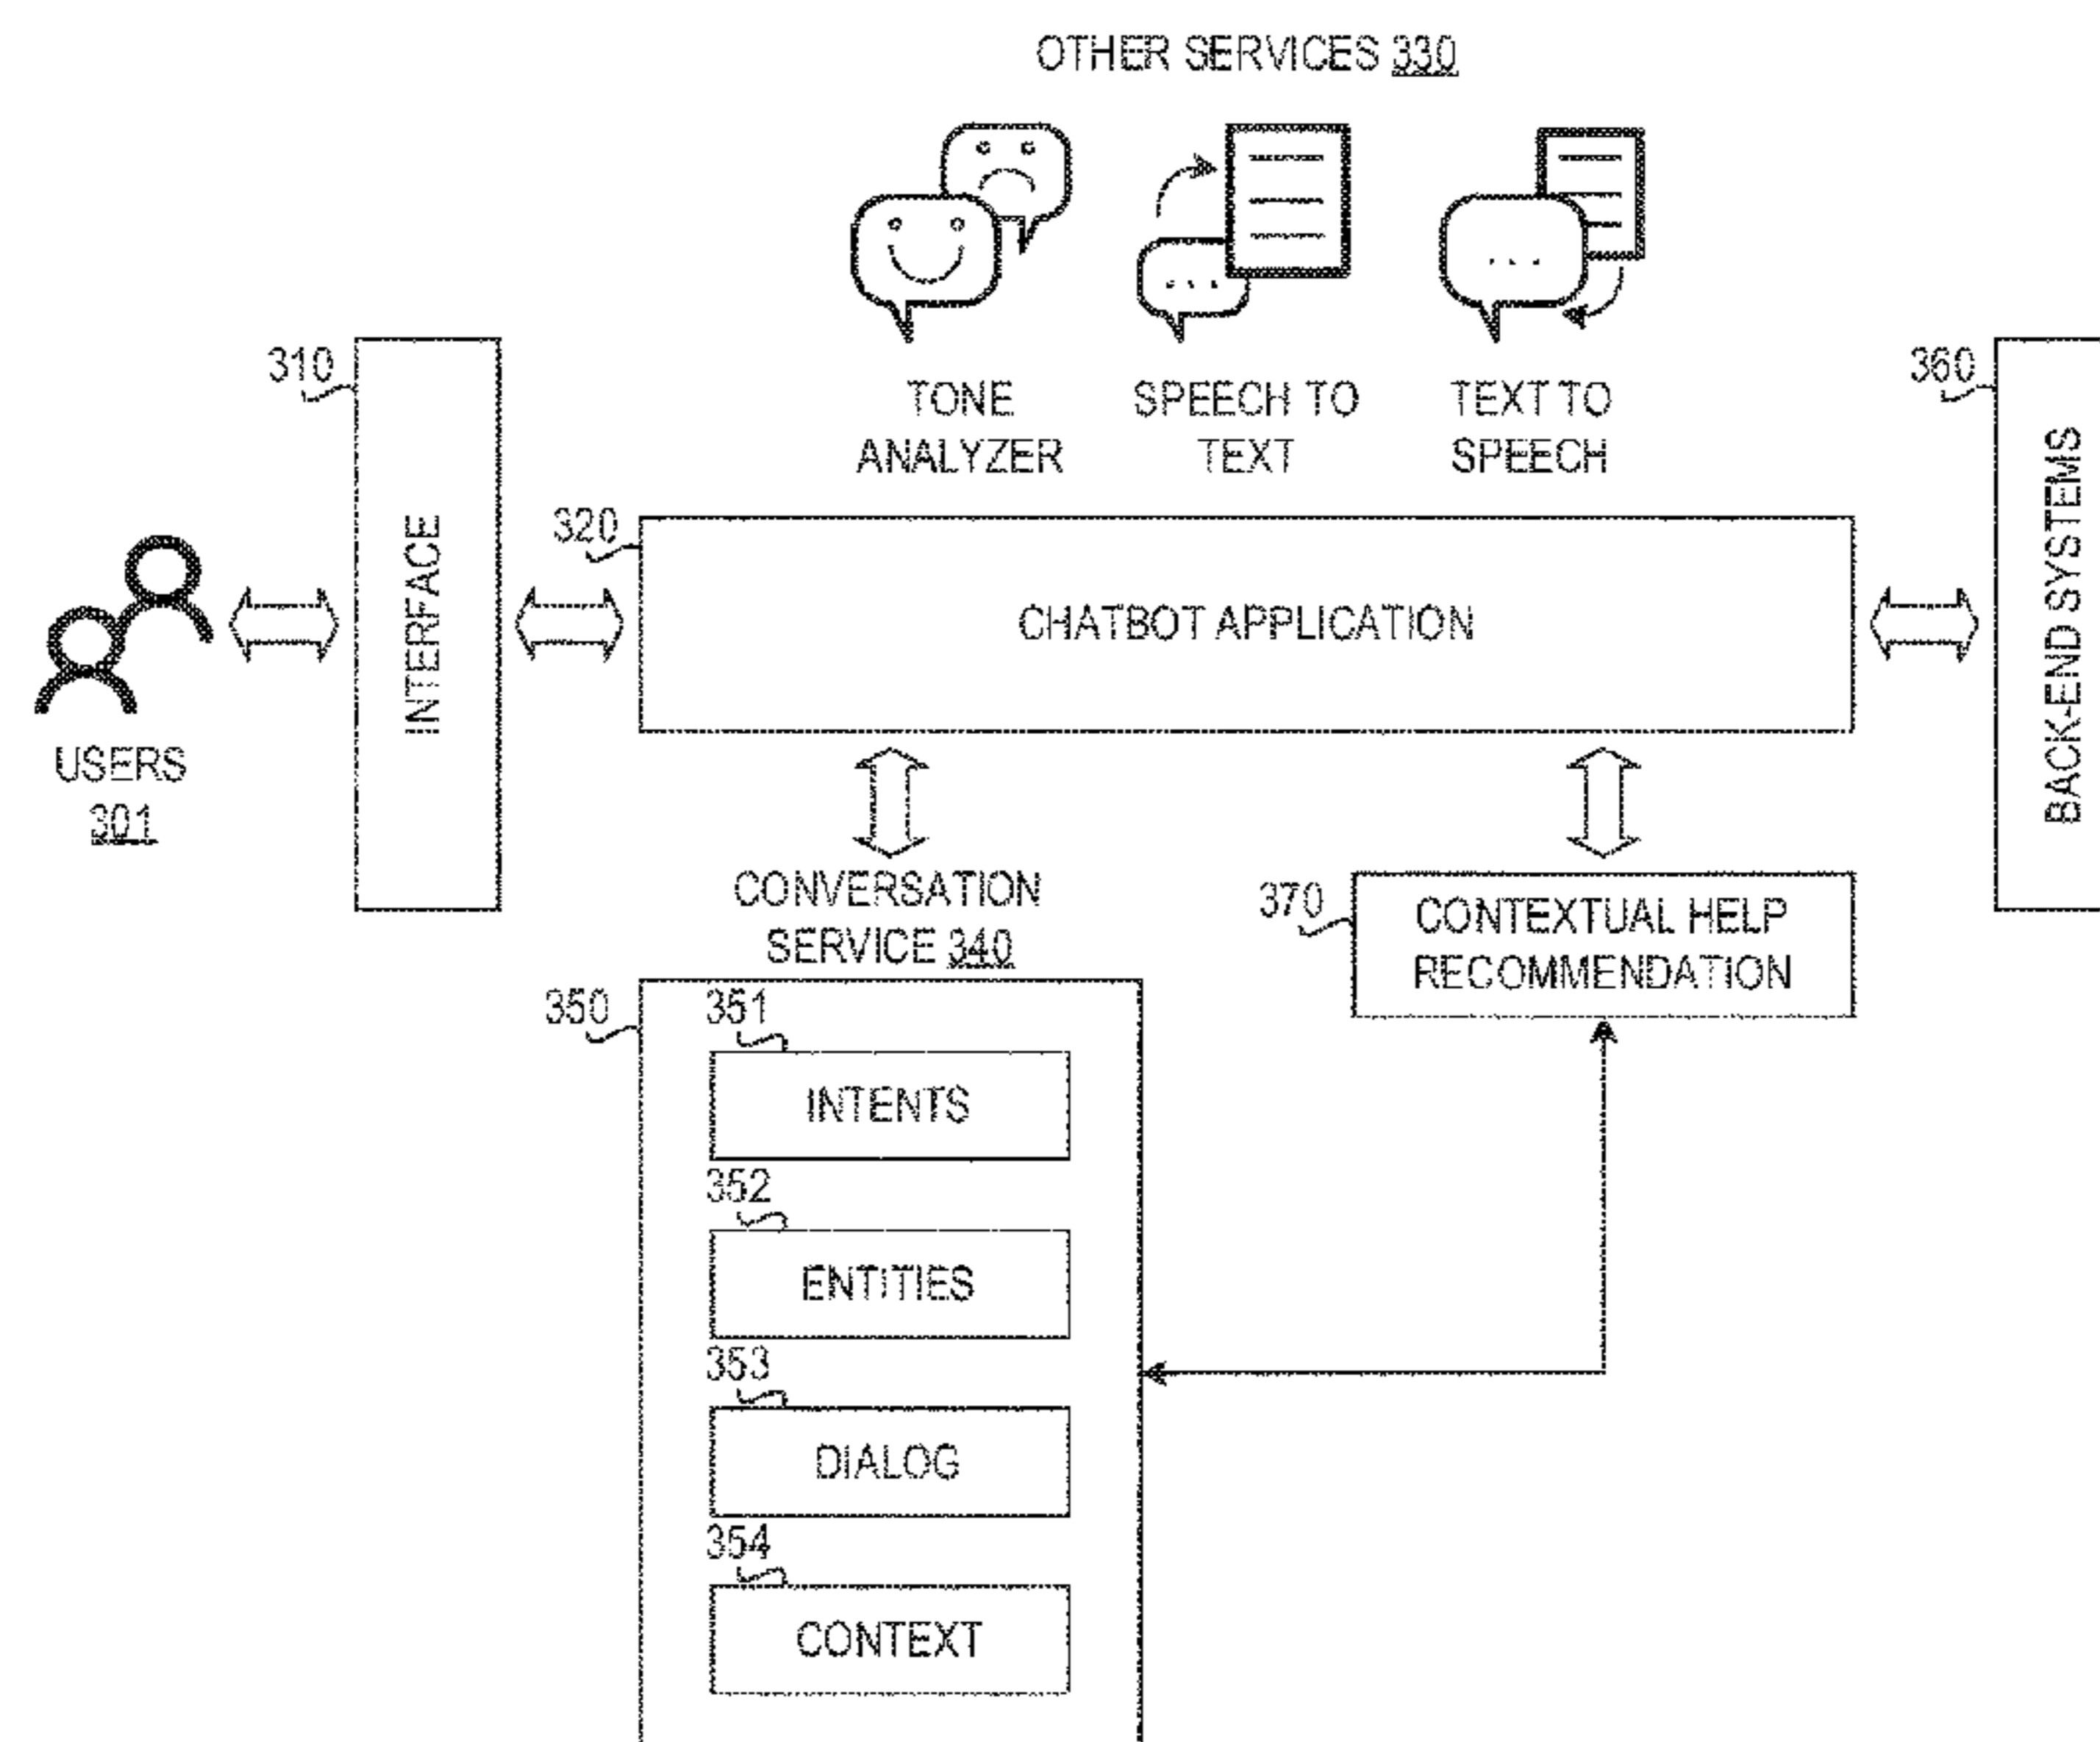 OTHER SERVICES 330
TONE
ANALYZER
SPEECH TO
TEXT
TEXT TO
SPEECH
310
INTERFACE
320
CHATBOT APPLICATION
360
BACK-END SYSTEMS
USERS
301
CONVERSATION
SERVICE 340
370
CONTEXTUAL HELP
RECOMMENDATION
350
351
INTENTS
352
ENTITIES
353
DIALOG
354
CONTEXT